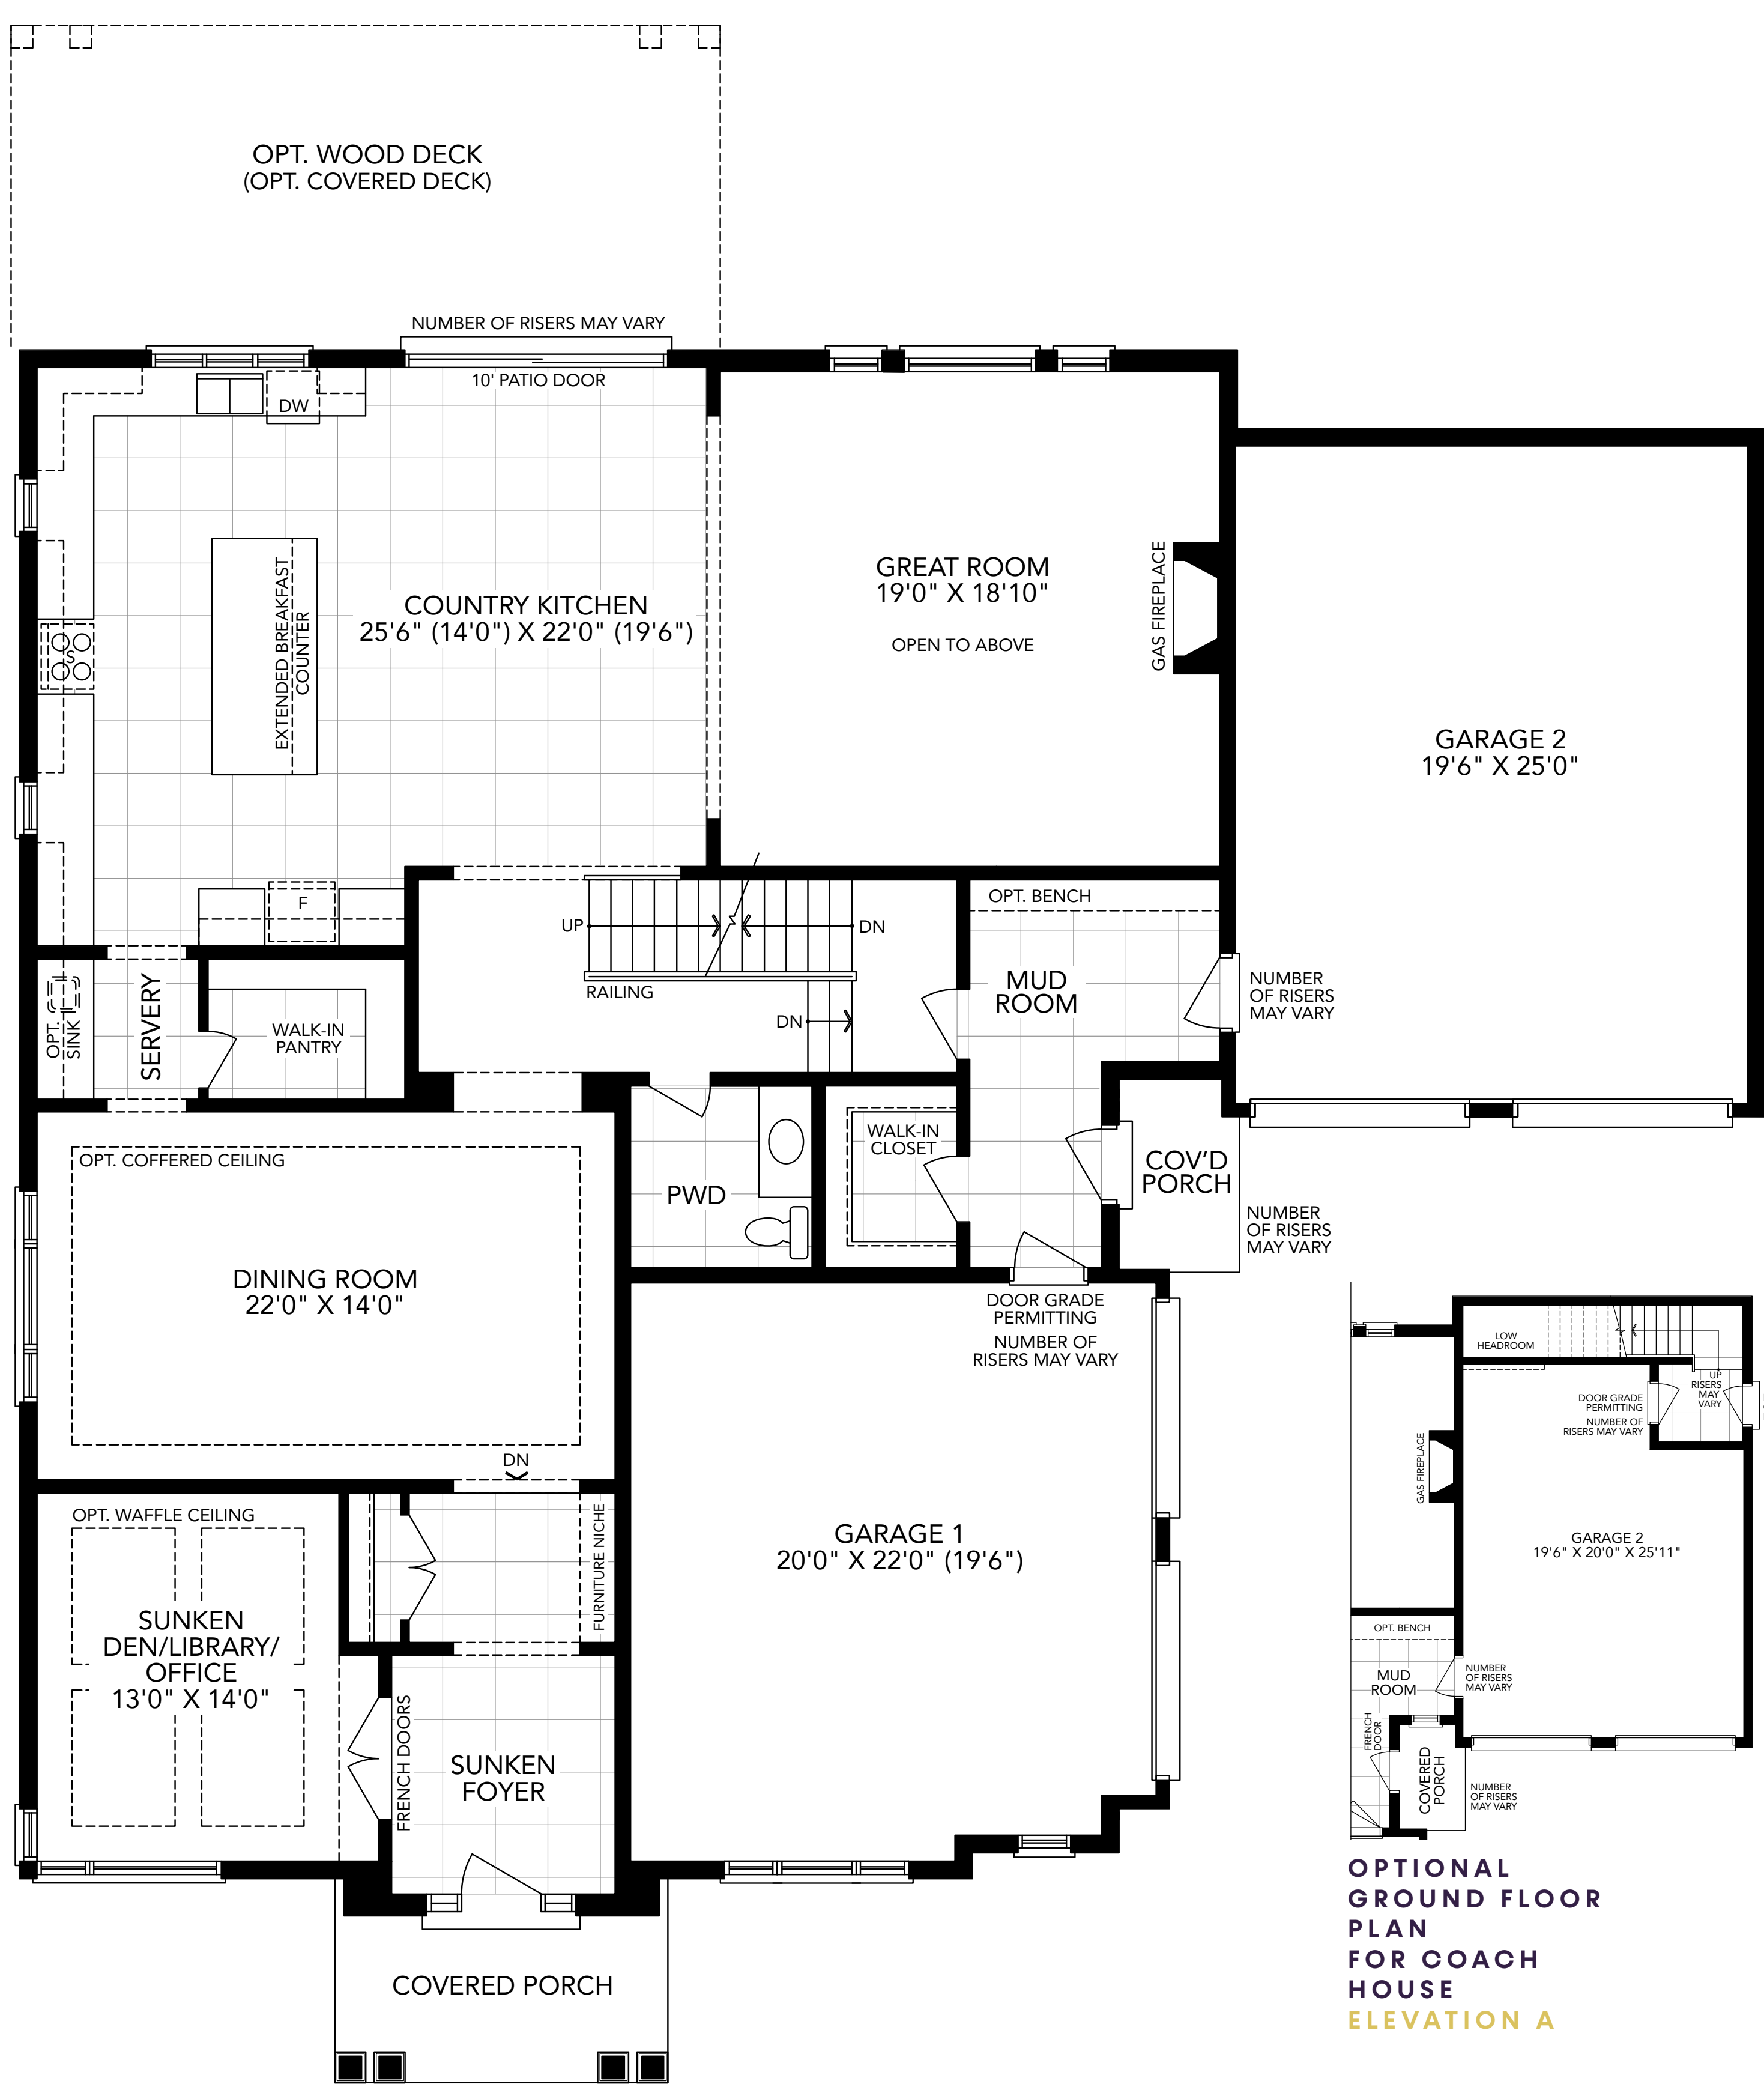 OPT. WOOD DECK
(OPT. COVERED DECK)
NUMBER OF RISERS MAY VARY
10' PATIO DOOR
DW
COUNTRY KITCHEN
25'6" (14'0") X 22'0" (19'6")
EXTENDED BREAKFAST
COUNTER
S
F
GREAT ROOM
19'0" X 18'10"
OPEN TO ABOVE
GAS FIREPLACE
GARAGE 2
19'6" X 25'0"
UP
DN
RAILING
DN
OPT. BENCH
MUD
ROOM
NUMBER
OF RISERS
MAY VARY
OPT.
SINK
SERVERY
WALK-IN
PANTRY
OPT. COFFERED CEILING
DINING ROOM
22'0" X 14'0"
DN
PWD
WALK-IN
CLOSET
COV'D
PORCH
NUMBER
OF RISERS
MAY VARY
DOOR GRADE
PERMITTING
NUMBER OF
RISERS MAY VARY
GARAGE 1
20'0" X 22'0" (19'6")
OPT. WAFFLE CEILING
SUNKEN
DEN/LIBRARY/
OFFICE
13'0" X 14'0"
FURNITURE NICHE
FRENCH DOORS
SUNKEN
FOYER
COVERED PORCH
LOW
HEADROOM
UP
RISERS
MAY
VARY
DOOR GRADE
PERMITTING
NUMBER OF
RISERS MAY VARY
GAS FIREPLACE
GARAGE 2
19'6" X 20'0" X 25'11"
OPT. BENCH
MUD
ROOM
NUMBER
OF RISERS
MAY VARY
FRENCH
DOOR
COVERED
PORCH
NUMBER
OF RISERS
MAY VARY
OPTIONAL
GROUND FLOOR
PLAN
FOR COACH
HOUSE
ELEVATION A